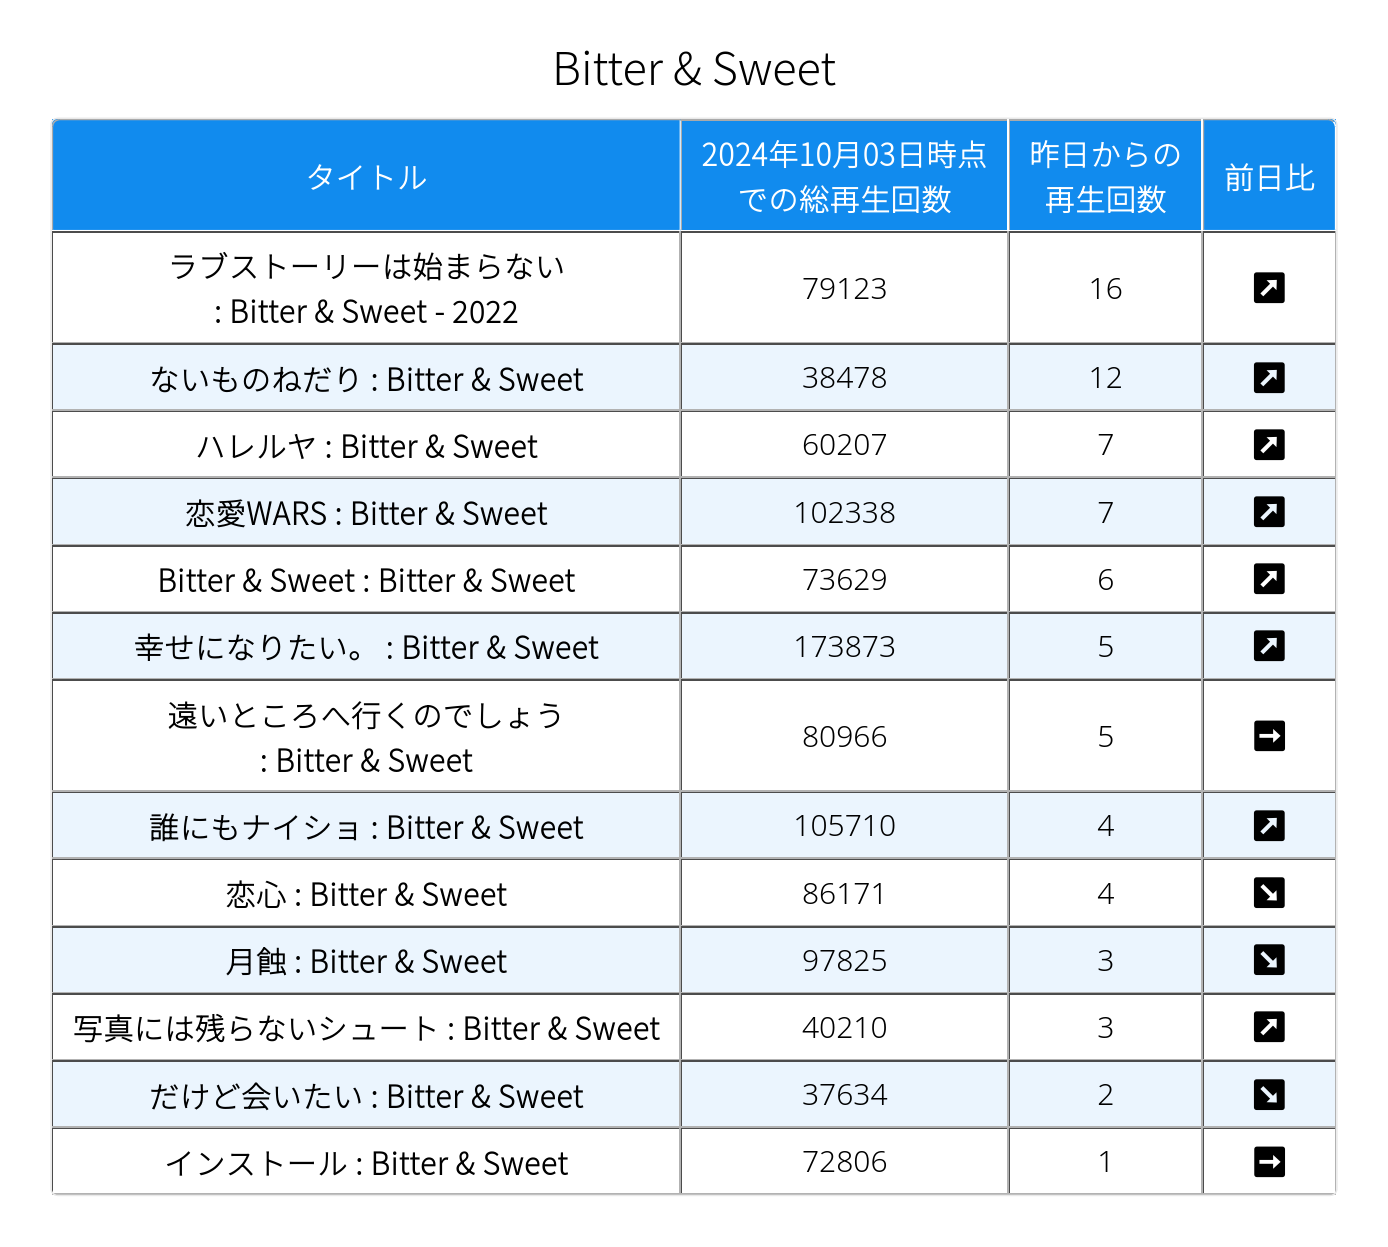 Bitter & Sweet
タイトル
2024年10月03日時点
での総再生回数
昨日からの
再生回数
前日比
ラブストーリーは始まらない
: Bitter & Sweet - 2022
79123
16
↗
ないものねだり : Bitter & Sweet
38478
12
↗
ハレルヤ : Bitter & Sweet
60207
7
↗
恋愛WARS : Bitter & Sweet
102338
7
↗
Bitter & Sweet : Bitter & Sweet
73629
6
↗
幸せになりたい。 : Bitter & Sweet
173873
5
↗
遠いところへ行くのでしょう
: Bitter & Sweet
80966
5
→
誰にもナイショ : Bitter & Sweet
105710
4
↗
恋心 : Bitter & Sweet
86171
4
↘
月蝕 : Bitter & Sweet
97825
3
↘
写真には残らないシュート : Bitter & Sweet
40210
3
↗
だけど会いたい : Bitter & Sweet
37634
2
↘
インストール : Bitter & Sweet
72806
1
→